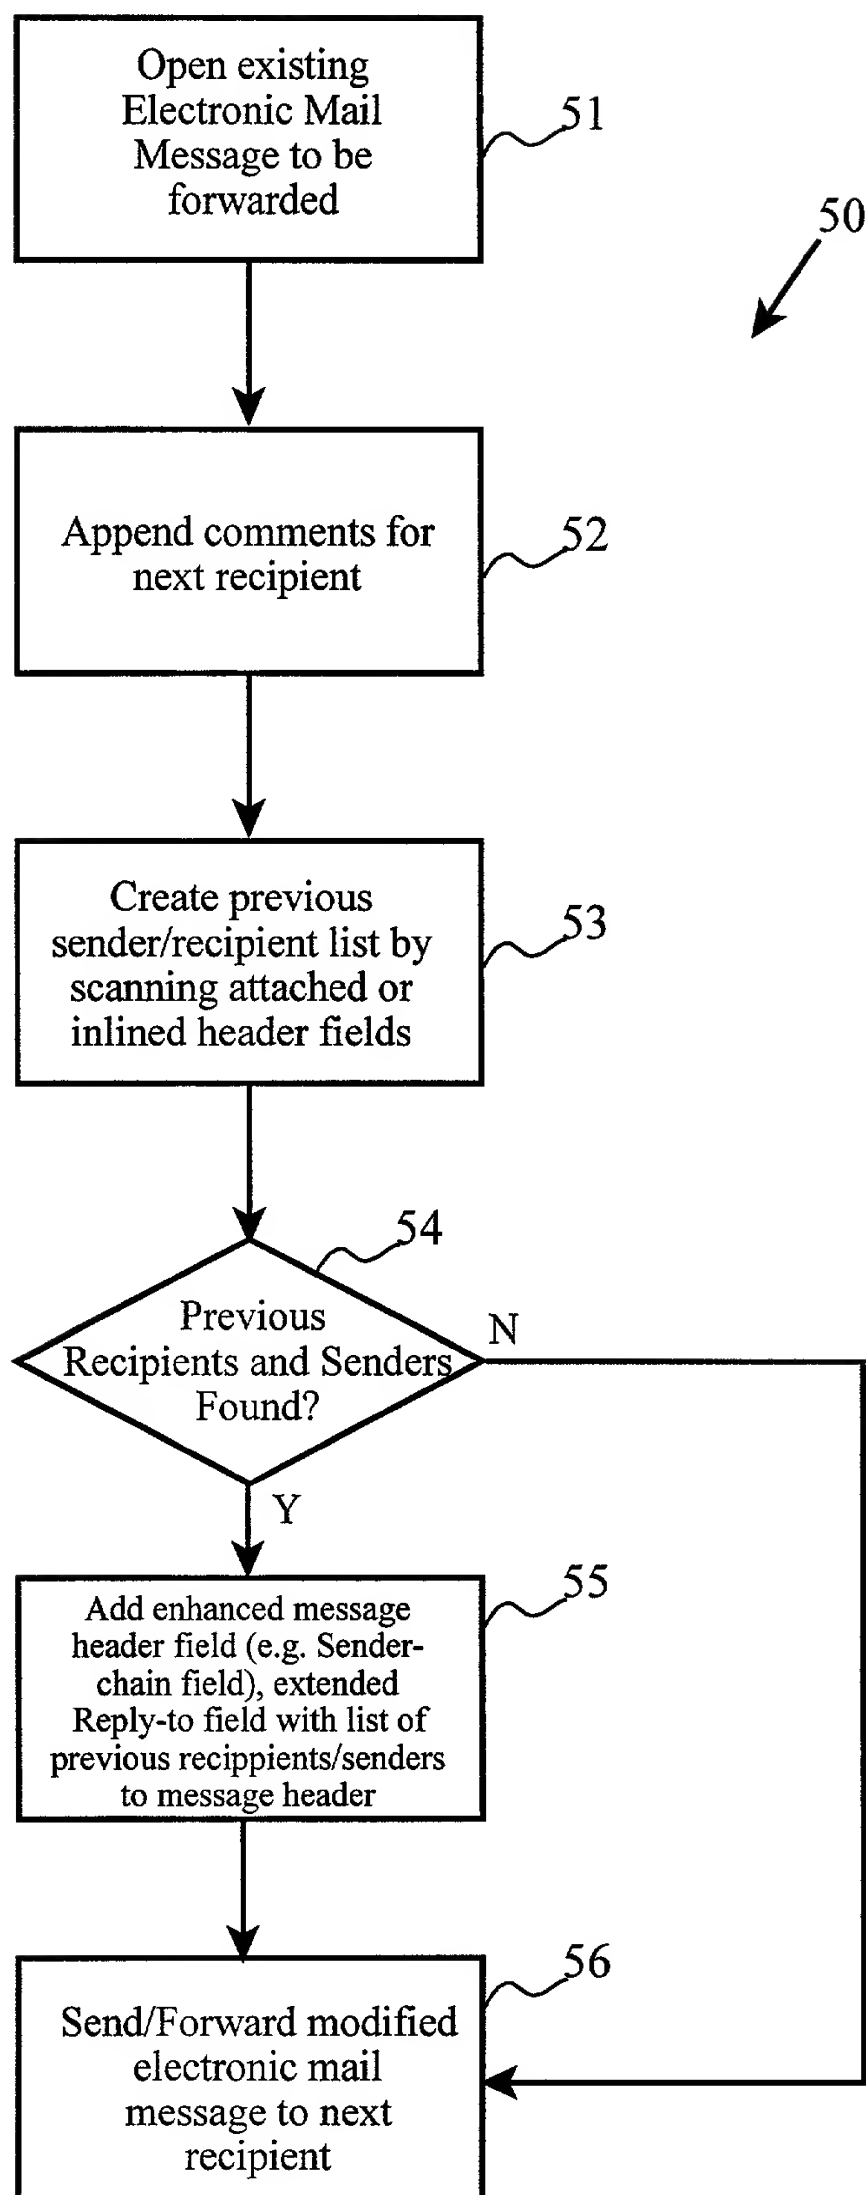 Open existing
Electronic Mail
Message to be
forwarded
51
50
Append comments for
next recipient
52
Create previous
sender/recipient list by
scanning attached or
inlined header fields
53
54
Previous
Recipients and Senders
Found?
N
Y
Add enhanced message
header field (e.g. Sender-
chain field), extended
Reply-to field with list of
previous recippients/senders
to message header
55
56
Send/Forward modified
electronic mail
message to next
recipient